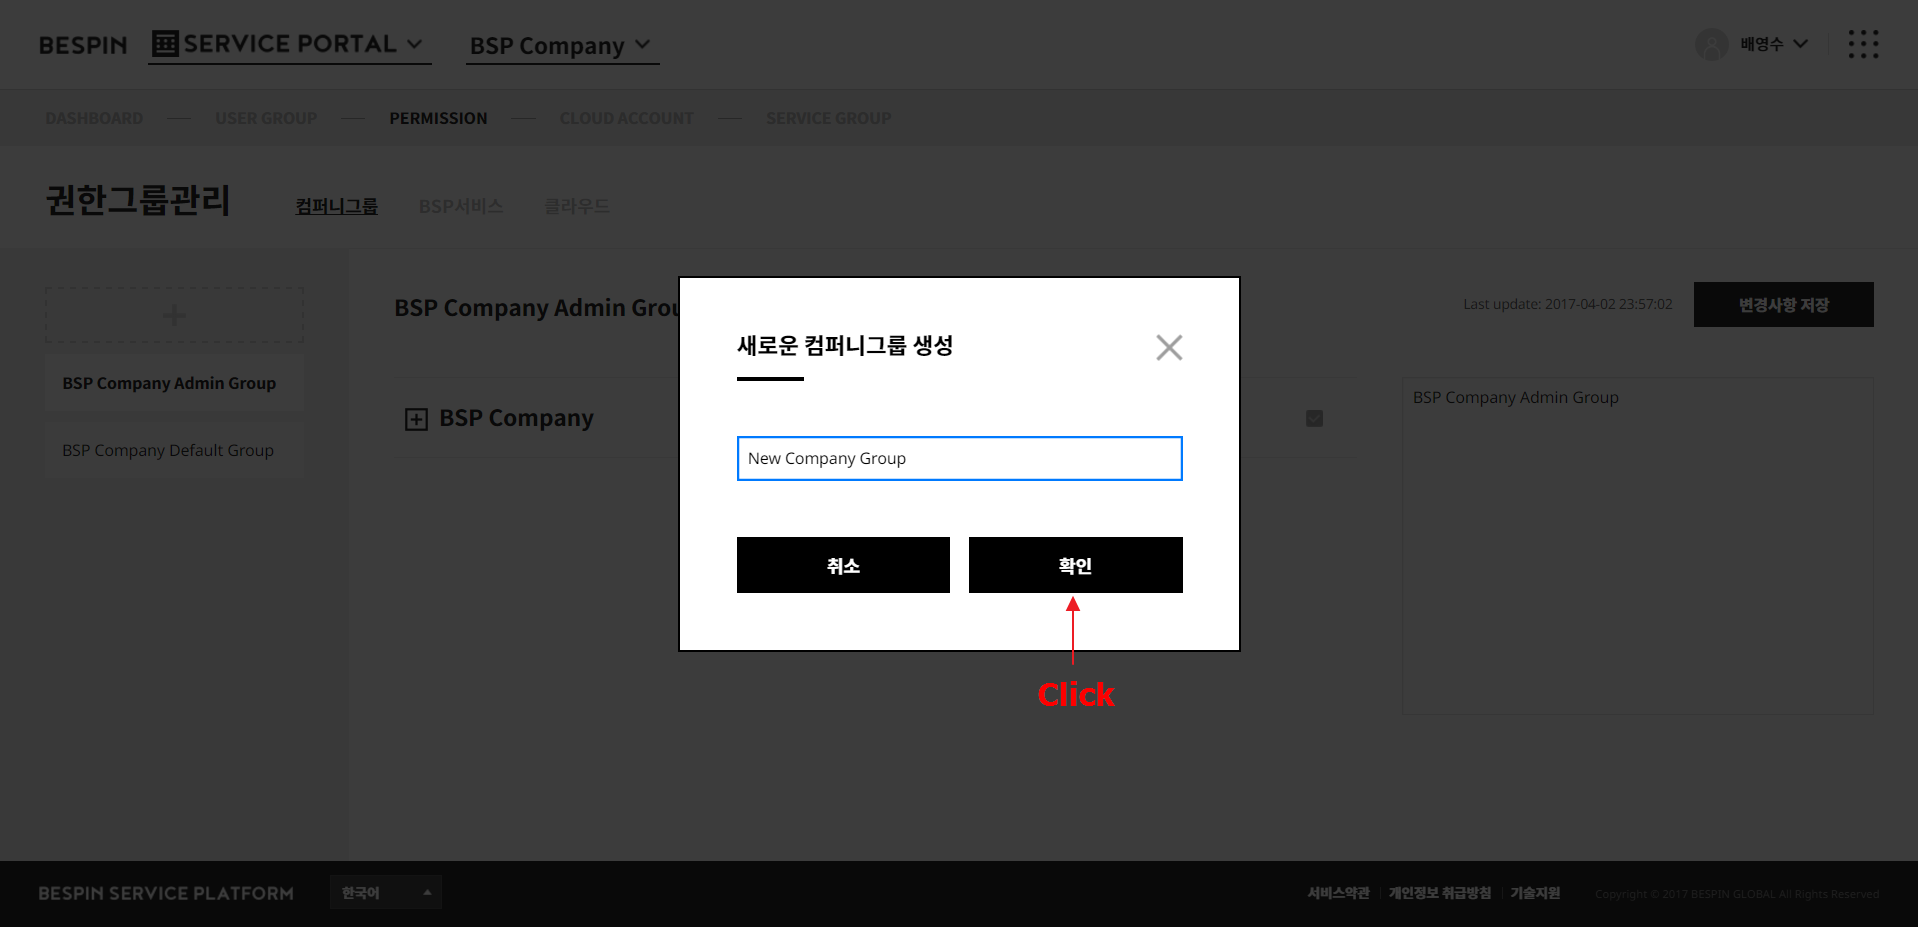 BESPIN SERVICE PORTAL BSP Company 배영수
DASHBOARD USER GROUP PERMISSION CLOUD ACCOUNT SERVICE GROUP
권한그룹관리 컴퍼니그룹 BSP서비스 클라우드
BSP Company Admin Group
BSP Company Default Group
BSP Company Admin Grou
Last update: 2017-04-02 23:57:02 변경사항 저장
BSP Company
BSP Company Admin Group
새로운 컴퍼니그룹 생성
New Company Group
취소 확인
Click
BESPIN SERVICE PLATFORM 한국어 서비스약관 개인정보 취급방침 기술지원 Copyright © 2017 BESPIN GLOBAL All Rights Reserved